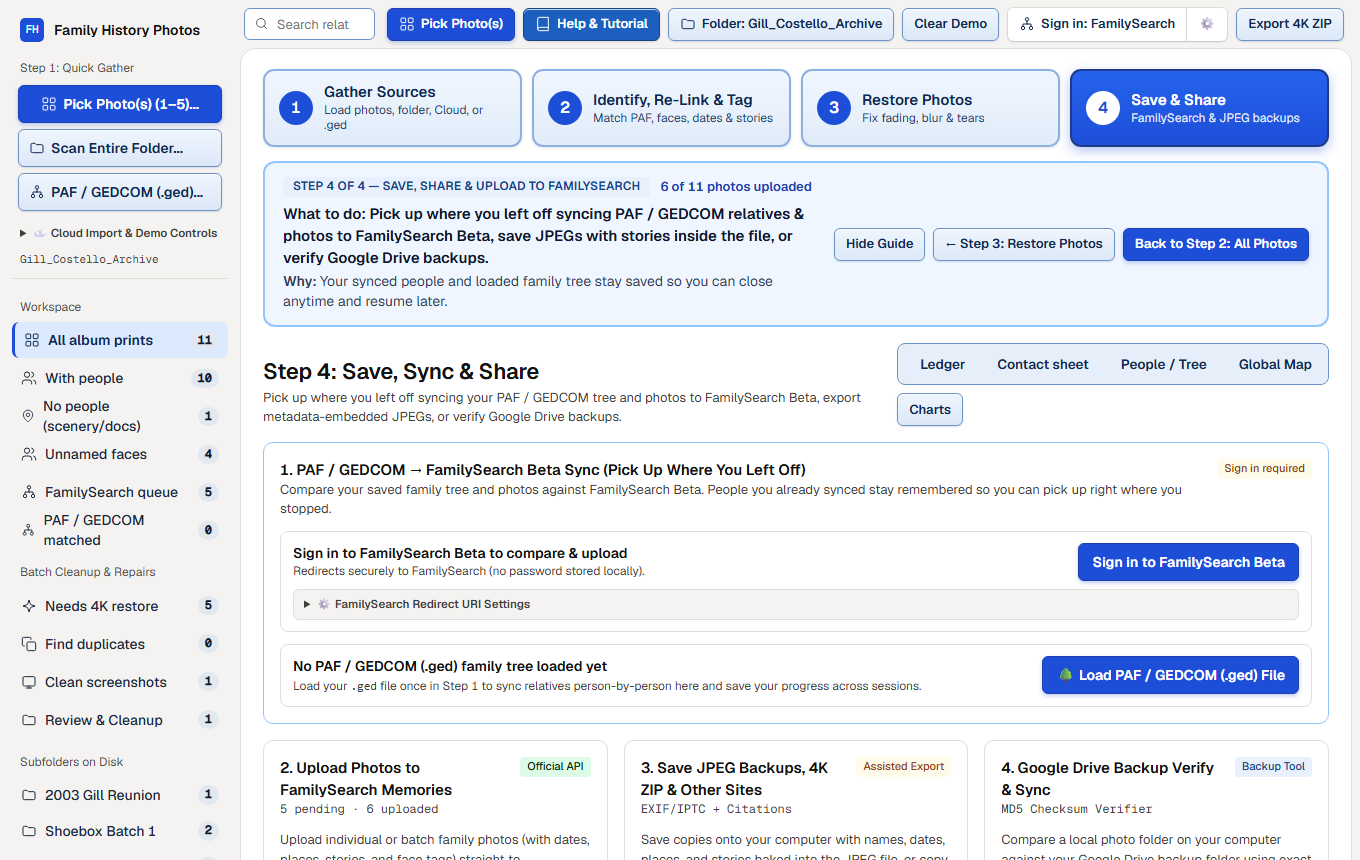 FH Family History Photos
Search relat
Pick Photo(s)
Help & Tutorial
Folder: Gill_Costello_Archive
Clear Demo
Sign in: FamilySearch
Export 4K ZIP
Step 1: Quick Gather
Pick Photo(s) (1–5)...
Scan Entire Folder...
PAF / GEDCOM (.ged)...
Cloud Import & Demo Controls
Gill_Costello_Archive
Workspace
All album prints 11
With people 10
No people
(scenery/docs) 1
Unnamed faces 4
FamilySearch queue 5
PAF / GEDCOM
matched 0
Batch Cleanup & Repairs
Needs 4K restore 5
Find duplicates 0
Clean screenshots 1
Review & Cleanup 1
Subfolders on Disk
2003 Gill Reunion 1
Shoebox Batch 1 2
1 Gather Sources
Load photos, folder, Cloud, or
.ged
2 Identify, Re-Link & Tag
Match PAF, faces, dates & stories
3 Restore Photos
Fix fading, blur & tears
4 Save & Share
FamilySearch & JPEG backups
STEP 4 OF 4 — SAVE, SHARE & UPLOAD TO FAMILYSEARCH 6 of 11 photos uploaded
What to do: Pick up where you left off syncing PAF / GEDCOM relatives &
photos to FamilySearch Beta, save JPEGs with stories inside the file, or
verify Google Drive backups.
Why: Your synced people and loaded family tree stay saved so you can close
anytime and resume later.
Hide Guide
← Step 3: Restore Photos
Back to Step 2: All Photos
Step 4: Save, Sync & Share
Pick up where you left off syncing your PAF / GEDCOM tree and photos to FamilySearch Beta, export
metadata-embedded JPEGs, or verify Google Drive backups.
Ledger
Contact sheet
People / Tree
Global Map
Charts
1. PAF / GEDCOM → FamilySearch Beta Sync (Pick Up Where You Left Off)
Sign in required
Compare your saved family tree and photos against FamilySearch Beta. People you already synced stay remembered so you can pick up right where you
stopped.
Sign in to FamilySearch Beta to compare & upload
Redirects securely to FamilySearch (no password stored locally).
Sign in to FamilySearch Beta
FamilySearch Redirect URI Settings
No PAF / GEDCOM (.ged) family tree loaded yet
Load your .ged file once in Step 1 to sync relatives person-by-person here and save your progress across sessions.
Load PAF / GEDCOM (.ged) File
2. Upload Photos to
FamilySearch Memories
Official API
5 pending · 6 uploaded
Upload individual or batch family photos (with dates,
places, stories, and face tags) straight to
3. Save JPEG Backups, 4K
ZIP & Other Sites
Assisted Export
EXIF/IPTC + Citations
Save copies onto your computer with names, dates,
places, and stories baked into the JPEG file, or copy
4. Google Drive Backup Verify
& Sync
Backup Tool
MD5 Checksum Verifier
Compare a local photo folder on your computer
against your Google Drive backup folder using exact